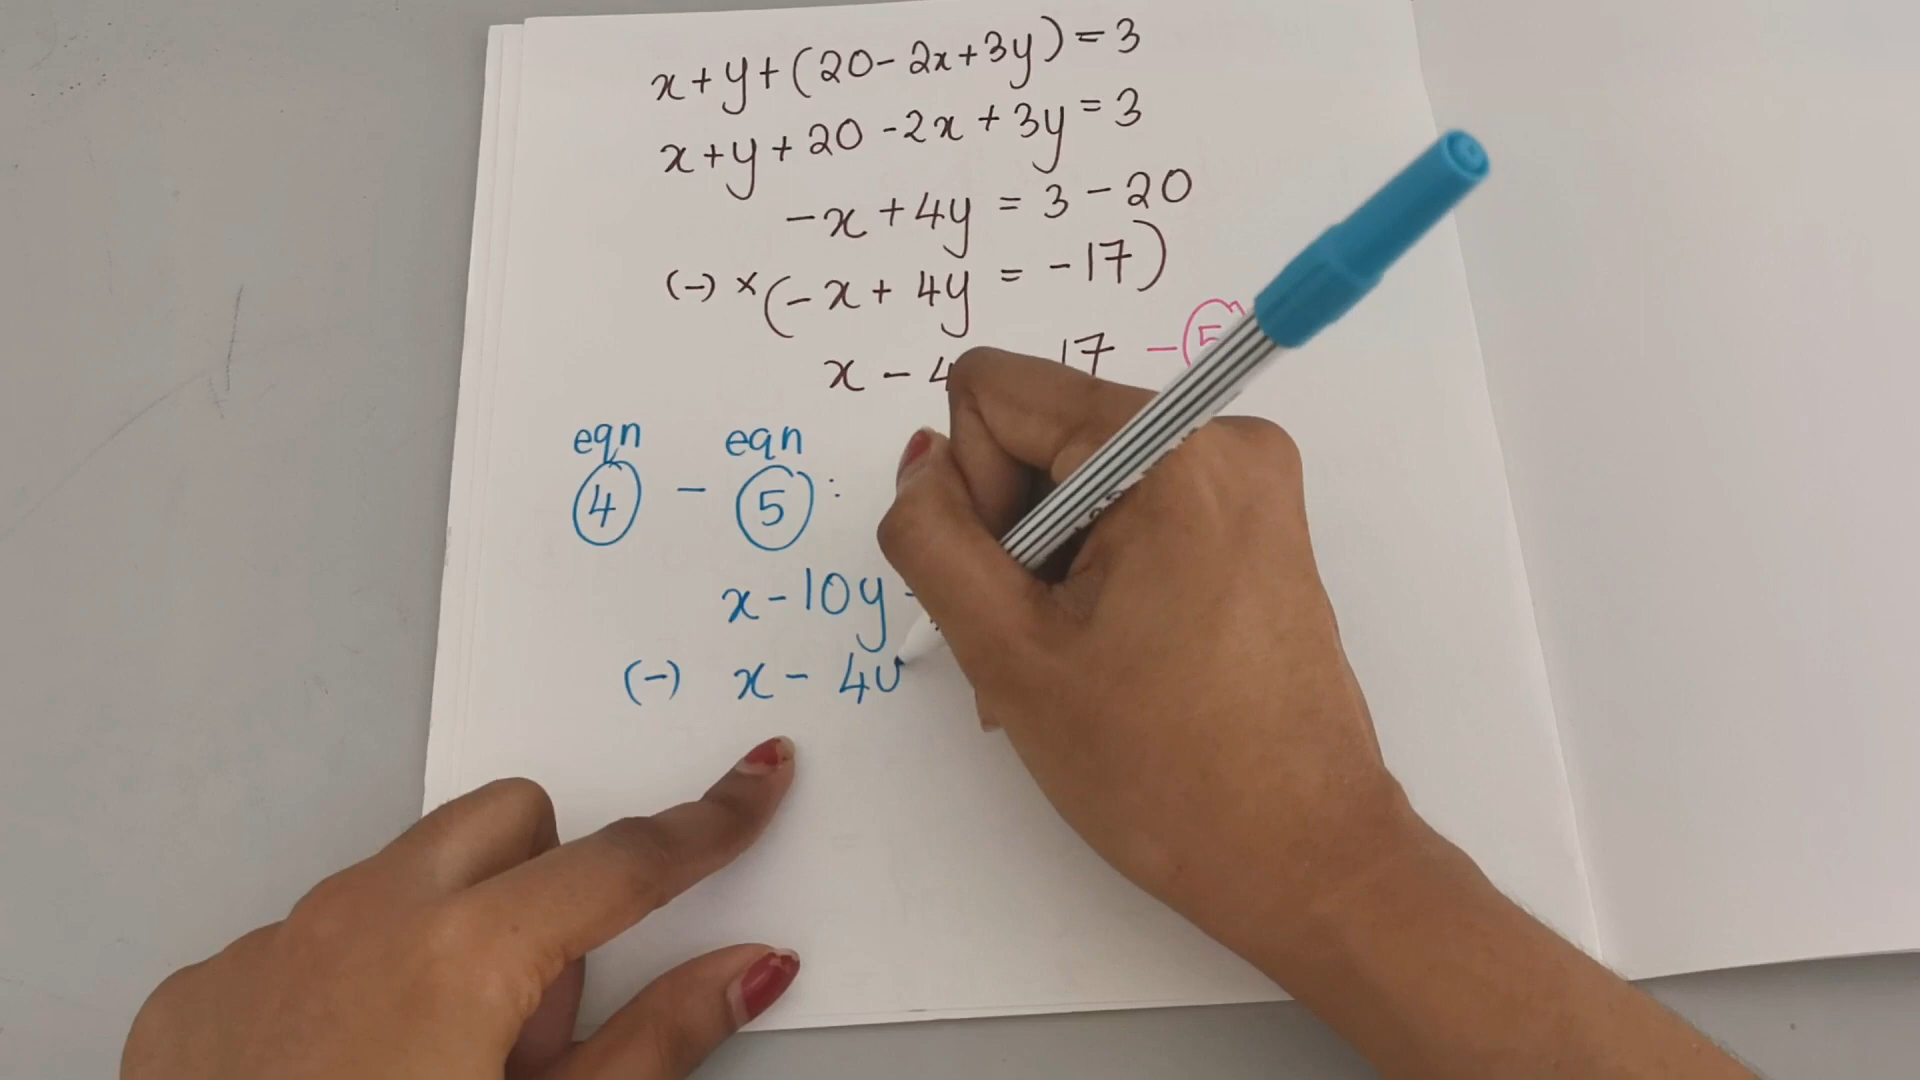 x+y+(20-2x+3y)=3
x+y+20-2x+3y=3
-x+4y = 3-20
(-) × (-x+4y = -17)
x - 4 17 - 5
eqn eqn
4 - 5 :
x-10y -
(-) x - 4